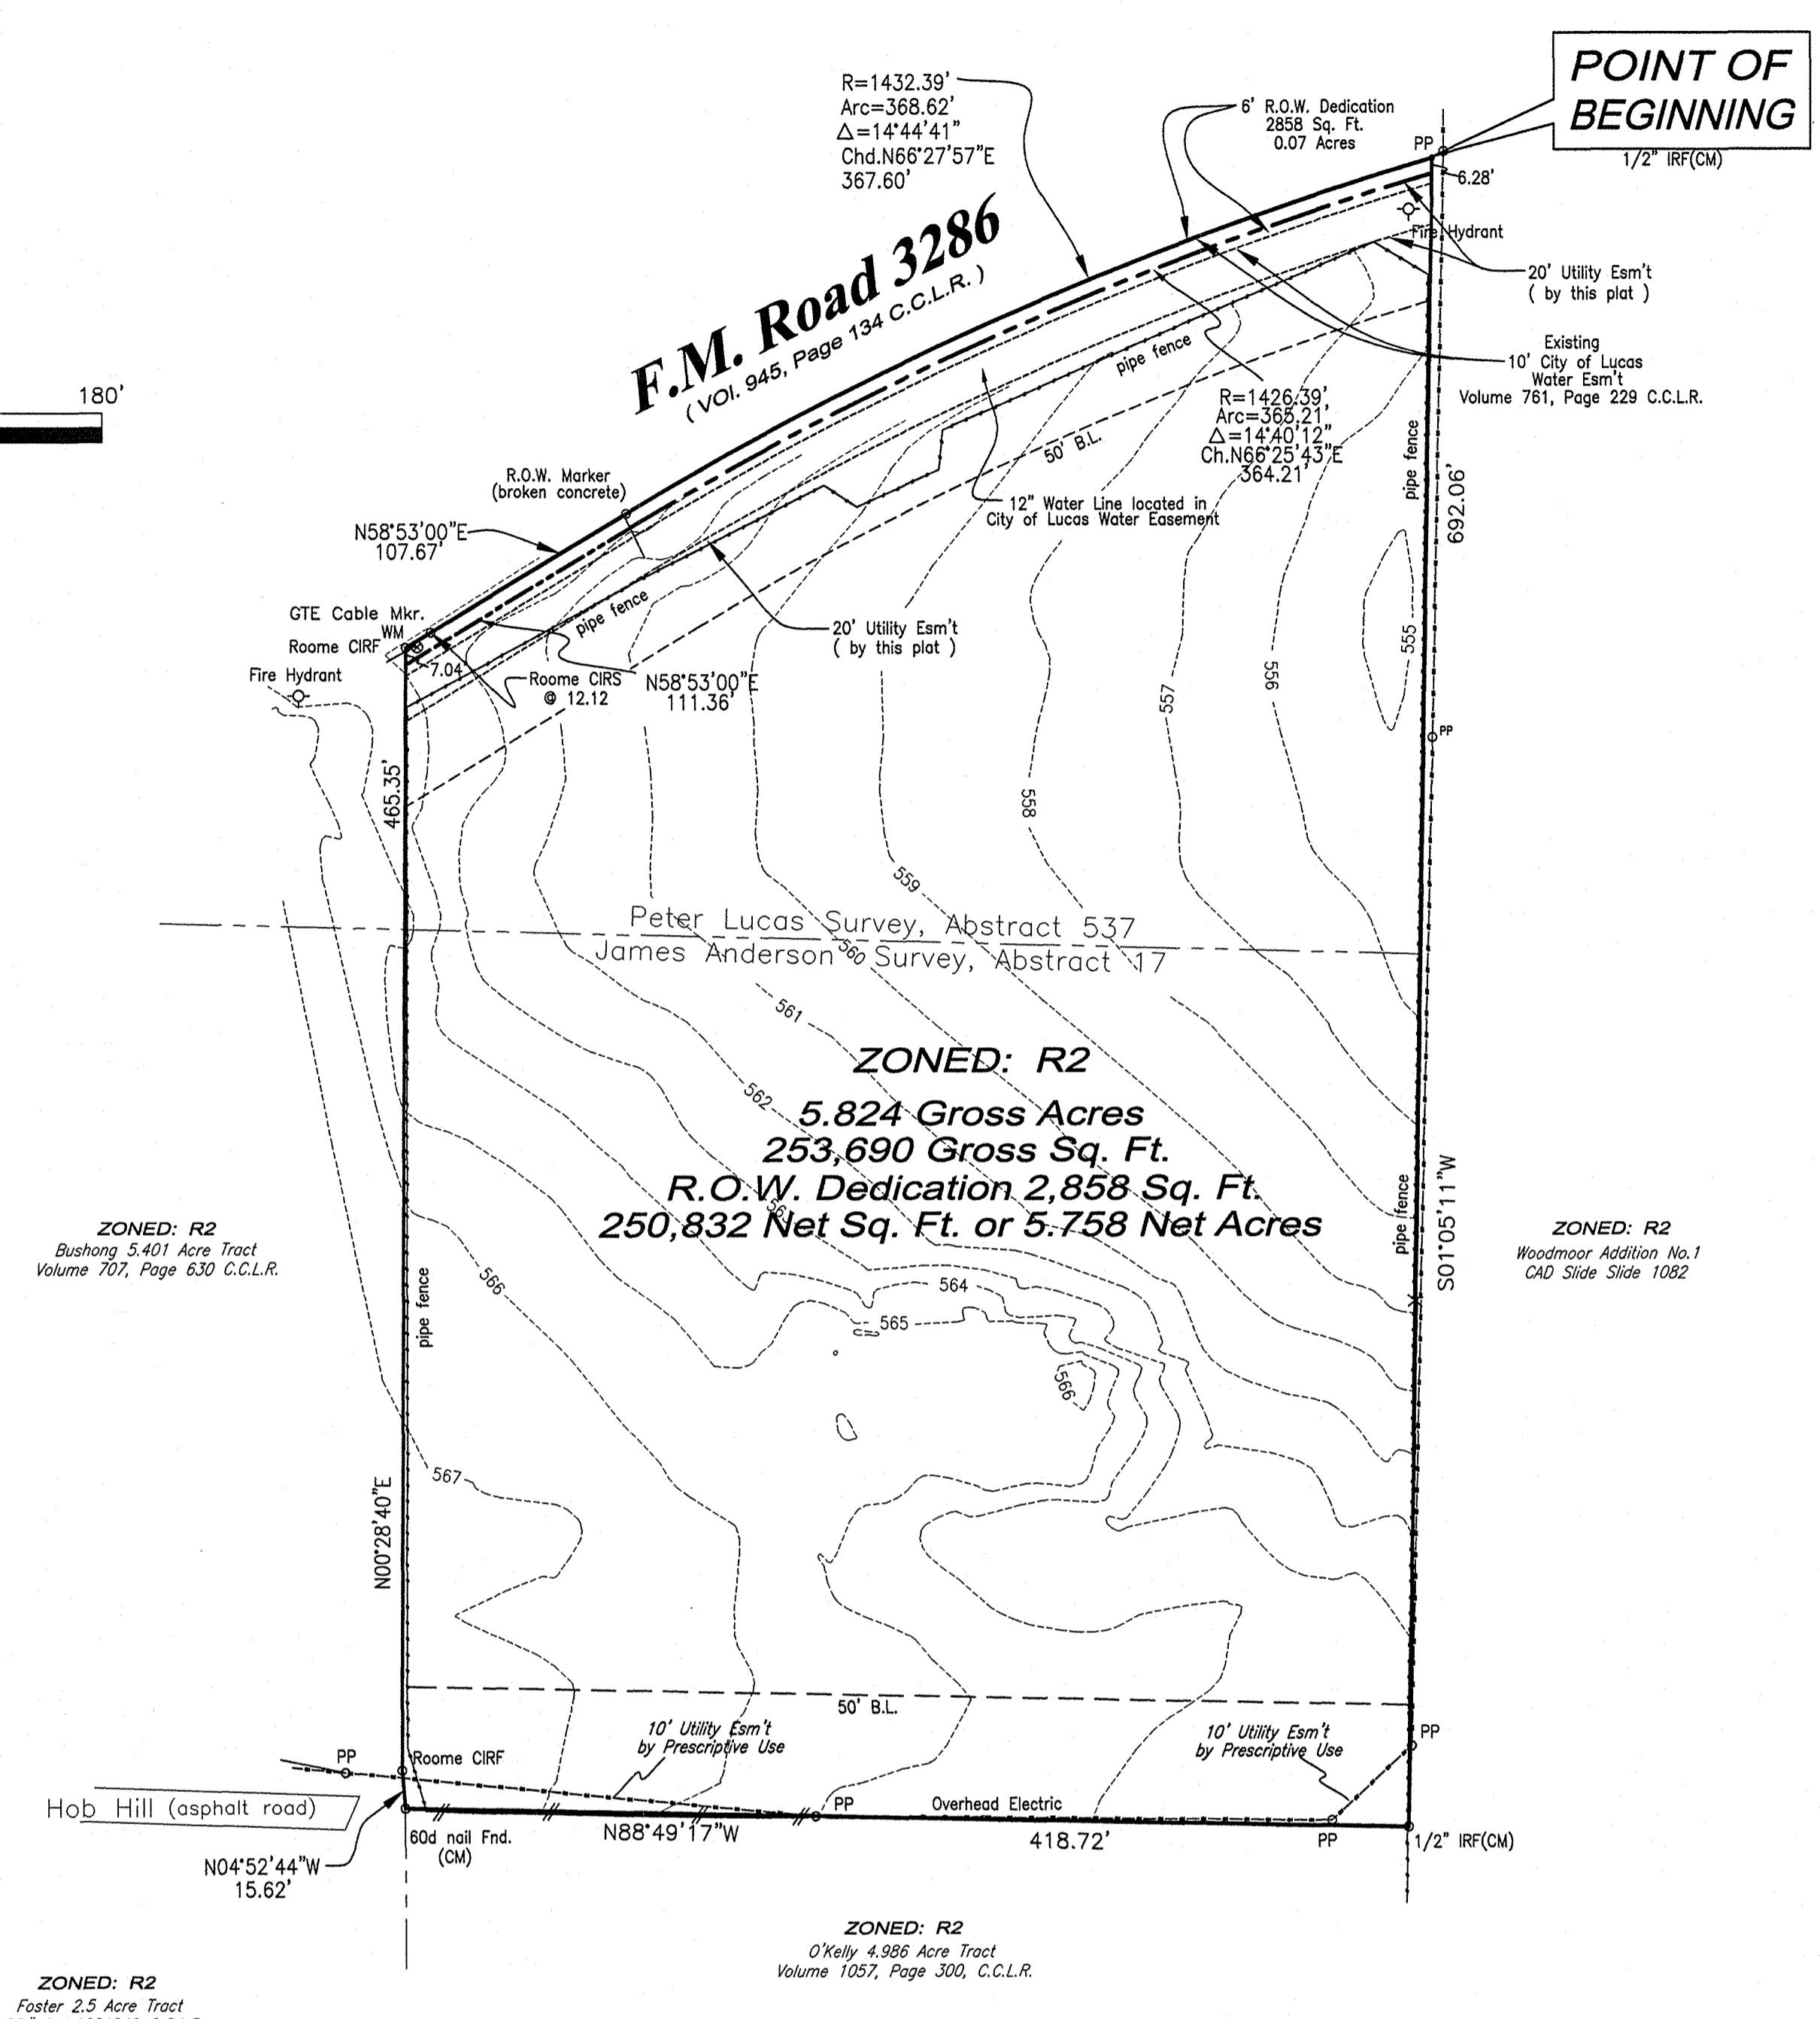 POINT OF
BEGINNING
1/2" IRF(CM)
PP
6.28'
R=1432.39'
Arc=368.62'
Δ=14°44'41"
Chd.N66°27'57"E
367.60'
6' R.O.W. Dedication
2858 Sq. Ft.
0.07 Acres
Fire Hydrant
20' Utility Esm't
( by this plat )
F.M. Road 3286
( VOl. 945, Page 134 C.C.L.R. )
Existing
10' City of Lucas
Water Esm't
Volume 761, Page 229 C.C.L.R.
pipe fence
180'
R=1426.39'
Arc=365.21'
Δ=14°40'12"
Ch.N66°25'43"E
364.21'
50' B.L.
pipe fence
692.06'
R.O.W. Marker
(broken concrete)
12" Water Line located in
City of Lucas Water Easement
N58°53'00"E
107.67'
GTE Cable Mkr.
WM
Roome CIRF
7.04'
Fire Hydrant
pipe fence
20' Utility Esm't
( by this plat )
Roome CIRS
@ 12.12
N58°53'00"E
111.36'
555
556
557
558
559
PP
465.35'
Peter Lucas Survey, Abstract 537
560
James Anderson Survey, Abstract 17
561
562
ZONED: R2
5.824 Gross Acres
253,690 Gross Sq. Ft.
R.O.W. Dedication 2,858 Sq. Ft.
250,832 Net Sq. Ft. or 5.758 Net Acres
pipe fence
S01°05'11"W
ZONED: R2
Bushong 5.401 Acre Tract
Volume 707, Page 630 C.C.L.R.
ZONED: R2
Woodmoor Addition No.1
CAD Slide Slide 1082
pipe fence
566
564
565
566
567
N00°28'40"E
50' B.L.
10' Utility Esm't
by Prescriptive Use
10' Utility Esm't
by Prescriptive Use
PP
PP
Roome CIRF
Hob Hill (asphalt road)
PP
Overhead Electric
60d nail Fnd.
(CM)
N88°49'17"W
418.72'
PP
1/2" IRF(CM)
N04°52'44"W
15.62'
ZONED: R2
O'Kelly 4.986 Acre Tract
Volume 1057, Page 300, C.C.L.R.
ZONED: R2
Foster 2.5 Acre Tract